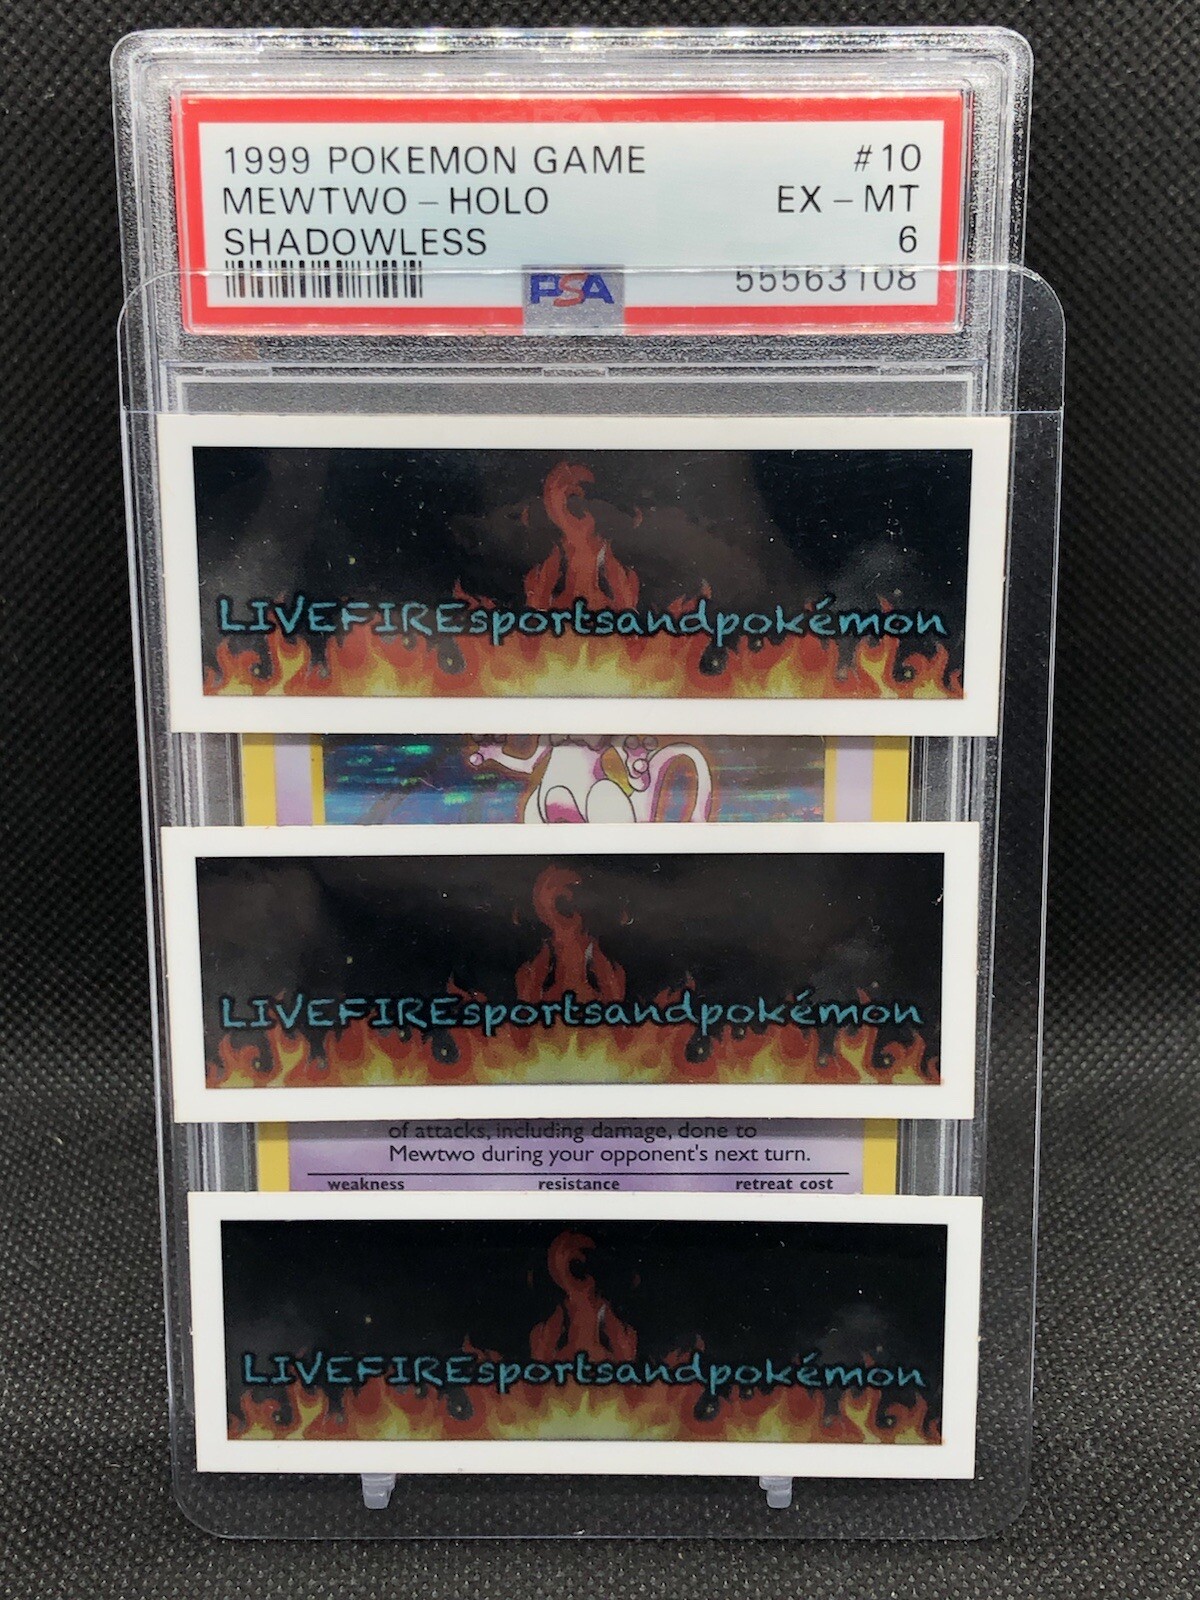 1999 POKEMON GAME #10
MEWTWO - HOLO EX - MT
SHADOWLESS 6
PSA 55563108
LIVEFIREsportsandpokémon
LIVEFIREsportsandpokémon
of attacks, including damage, done to
Mewtwo during your opponent's next turn.
weakness resistance retreat cost
LIVEFIREsportsandpokémon